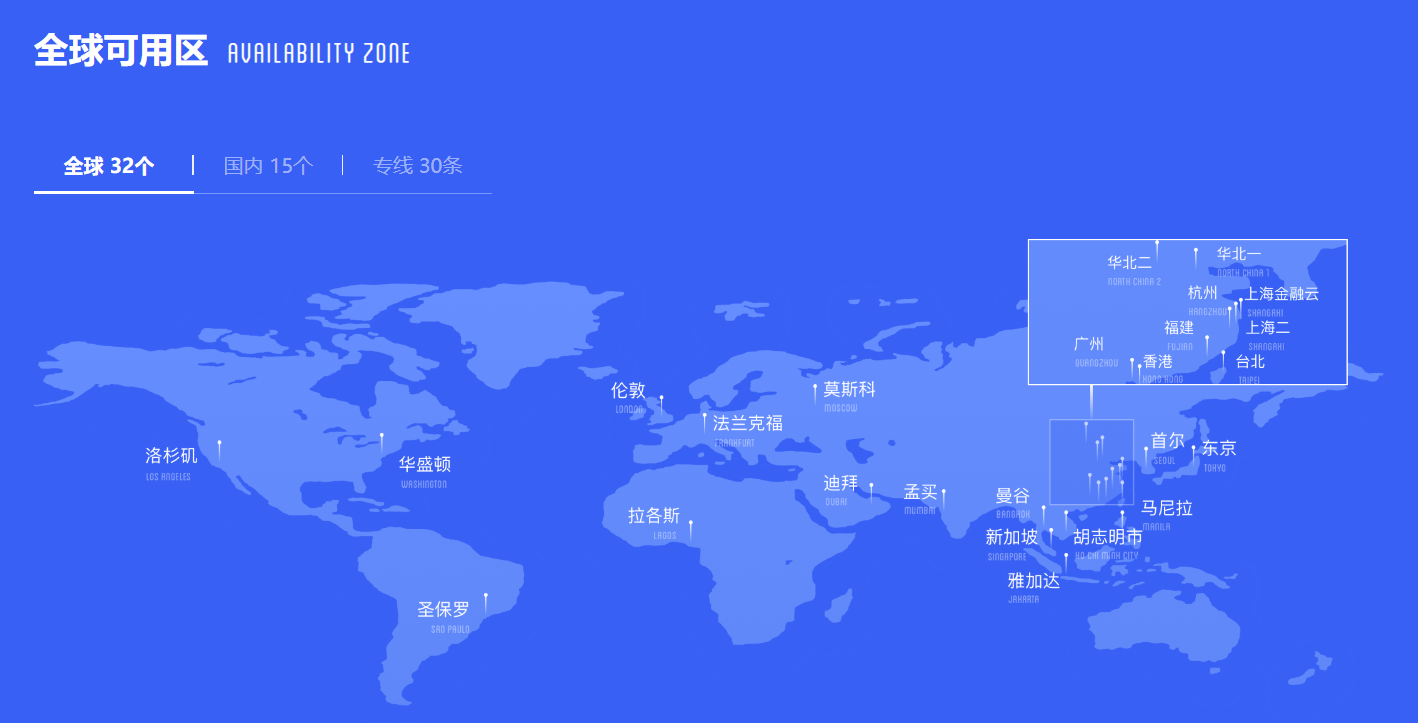 全球可用区 AVAILABILITY ZONE
全球 32个
国内 15个
专线 30条
华北二
NORTH CHINA 2
华北一
NORTH CHINA 1
杭州
HANGZHOU
上海金融云
SHANGAHI
福建
FUJIAN
上海二
SHANGAHI
广州
GUANGZHOU
香港
HONG KONG
台北
TAIPEI
伦敦
LONDON
莫斯科
MOSCOW
法兰克福
FRANKFURT
洛杉矶
LOS ANGELES
华盛顿
WASHINGTON
首尔
SEOUL
东京
TOKYO
迪拜
DUBAI
孟买
MUMBAI
曼谷
BANGKOK
马尼拉
MANILA
拉各斯
LAGOS
新加坡
SINGAPORE
胡志明市
HO CHI MINH CITY
雅加达
JAKARTA
圣保罗
SAO PAULO